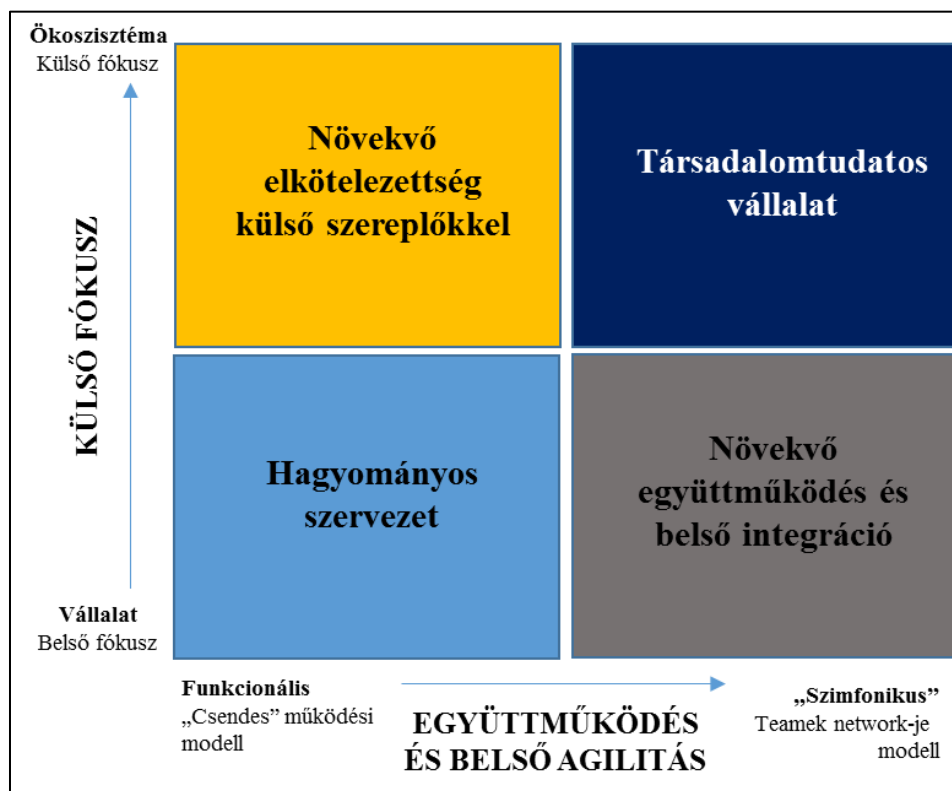 Ökoszisztéma
Külső fókusz
KÜLSŐ FÓKUSZ
Vállalat
Belső fókusz
Növekvő
elkötelezettség
külső szereplőkkel
Társadalomtudatos
vállalat
Hagyományos
szervezet
Növekvő
együttműködés és
belső integráció
Funkcionális
„Csendes” működési
modell
EGYÜTTMŰKÖDÉS
ÉS BELSŐ AGILITÁS
„Szimfonikus”
Teamek network-je
modell